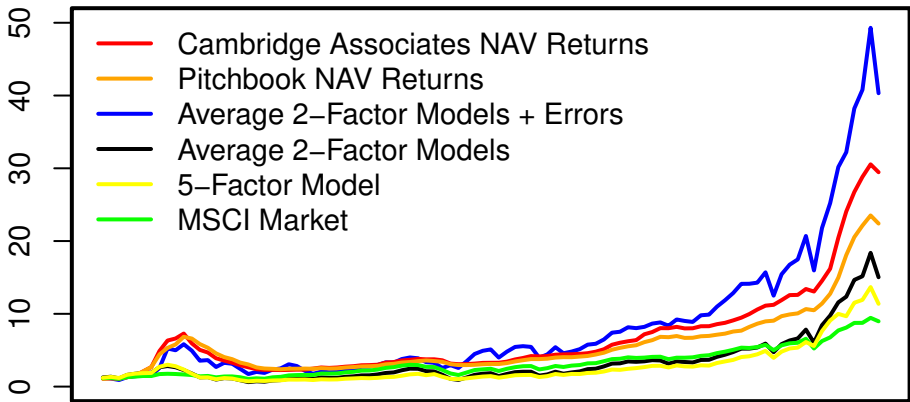 50
40
30
20
10
0
Cambridge Associates NAV Returns
Pitchbook NAV Returns
Average 2−Factor Models + Errors
Average 2−Factor Models
5−Factor Model
MSCI Market